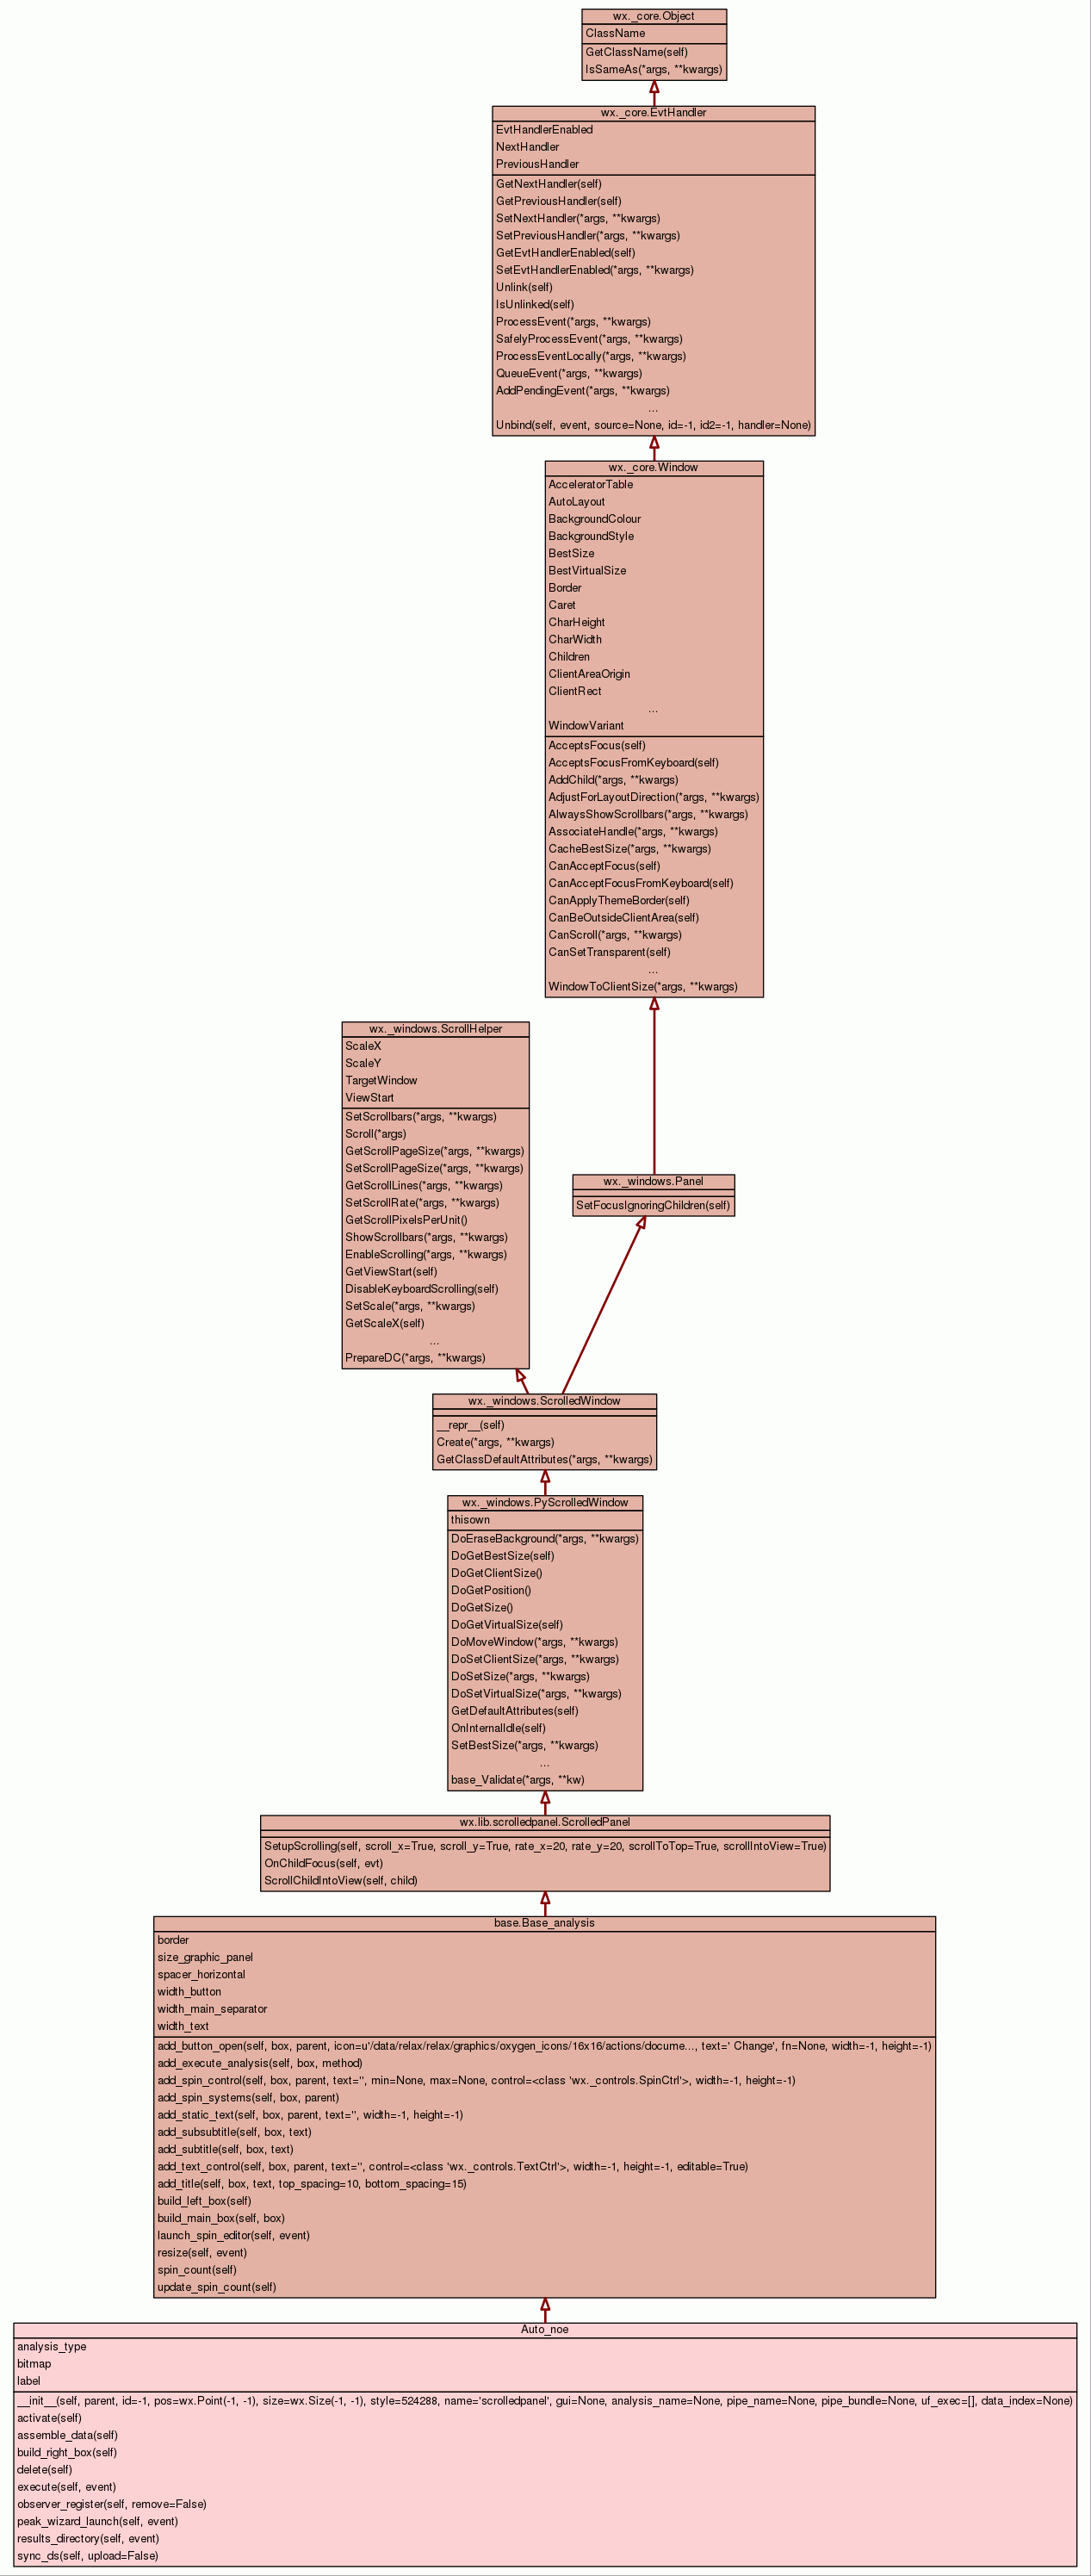 wx._core.Object
ClassName
GetClassName(self)
IsSameAs(*args, **kwargs)
wx._core.EvtHandler
EvtHandlerEnabled
NextHandler
PreviousHandler
GetNextHandler(self)
GetPreviousHandler(self)
SetNextHandler(*args, **kwargs)
SetPreviousHandler(*args, **kwargs)
GetEvtHandlerEnabled(self)
SetEvtHandlerEnabled(*args, **kwargs)
Unlink(self)
IsUnlinked(self)
ProcessEvent(*args, **kwargs)
SafelyProcessEvent(*args, **kwargs)
ProcessEventLocally(*args, **kwargs)
QueueEvent(*args, **kwargs)
AddPendingEvent(*args, **kwargs)
...
Unbind(self, event, source=None, id=-1, id2=-1, handler=None)
wx._core.Window
AcceleratorTable
AutoLayout
BackgroundColour
BackgroundStyle
BestSize
BestVirtualSize
Border
Caret
CharHeight
CharWidth
Children
ClientAreaOrigin
ClientRect
...
WindowVariant
AcceptsFocus(self)
AcceptsFocusFromKeyboard(self)
AddChild(*args, **kwargs)
AdjustForLayoutDirection(*args, **kwargs)
AlwaysShowScrollbars(*args, **kwargs)
AssociateHandle(*args, **kwargs)
CacheBestSize(*args, **kwargs)
CanAcceptFocus(self)
CanAcceptFocusFromKeyboard(self)
CanApplyThemeBorder(self)
CanBeOutsideClientArea(self)
CanScroll(*args, **kwargs)
CanSetTransparent(self)
...
WindowToClientSize(*args, **kwargs)
wx._windows.ScrollHelper
ScaleX
ScaleY
TargetWindow
ViewStart
SetScrollbars(*args, **kwargs)
Scroll(*args)
GetScrollPageSize(*args, **kwargs)
SetScrollPageSize(*args, **kwargs)
GetScrollLines(*args, **kwargs)
SetScrollRate(*args, **kwargs)
GetScrollPixelsPerUnit()
ShowScrollbars(*args, **kwargs)
EnableScrolling(*args, **kwargs)
GetViewStart(self)
DisableKeyboardScrolling(self)
SetScale(*args, **kwargs)
GetScaleX(self)
...
PrepareDC(*args, **kwargs)
wx._windows.Panel
SetFocusIgnoringChildren(self)
wx._windows.ScrolledWindow
__repr__(self)
Create(*args, **kwargs)
GetClassDefaultAttributes(*args, **kwargs)
wx._windows.PyScrolledWindow
thisown
DoEraseBackground(*args, **kwargs)
DoGetBestSize(self)
DoGetClientSize()
DoGetPosition()
DoGetSize()
DoGetVirtualSize(self)
DoMoveWindow(*args, **kwargs)
DoSetClientSize(*args, **kwargs)
DoSetSize(*args, **kwargs)
DoSetVirtualSize(*args, **kwargs)
GetDefaultAttributes(self)
OnInternalIdle(self)
SetBestSize(*args, **kwargs)
...
base_Validate(*args, **kw)
wx.lib.scrolledpanel.ScrolledPanel
SetupScrolling(self, scroll_x=True, scroll_y=True, rate_x=20, rate_y=20, scrollToTop=True, scrollIntoView=True)
OnChildFocus(self, evt)
ScrollChildIntoView(self, child)
base.Base_analysis
border
size_graphic_panel
spacer_horizontal
width_button
width_main_separator
width_text
add_button_open(self, box, parent, icon=u'/data/relax/relax/graphics/oxygen_icons/16x16/actions/docume..., text=' Change', fn=None, width=-1, height=-1)
add_execute_analysis(self, box, method)
add_spin_control(self, box, parent, text='', min=None, max=None, control=<class 'wx._controls.SpinCtrl'>, width=-1, height=-1)
add_spin_systems(self, box, parent)
add_static_text(self, box, parent, text='', width=-1, height=-1)
add_subsubtitle(self, box, text)
add_subtitle(self, box, text)
add_text_control(self, box, parent, text='', control=<class 'wx._controls.TextCtrl'>, width=-1, height=-1, editable=True)
add_title(self, box, text, top_spacing=10, bottom_spacing=15)
build_left_box(self)
build_main_box(self, box)
launch_spin_editor(self, event)
resize(self, event)
spin_count(self)
update_spin_count(self)
Auto_noe
analysis_type
bitmap
label
__init__(self, parent, id=-1, pos=wx.Point(-1, -1), size=wx.Size(-1, -1), style=524288, name='scrolledpanel', gui=None, analysis_name=None, pipe_name=None, pipe_bundle=None, uf_exec=[], data_index=None)
activate(self)
assemble_data(self)
build_right_box(self)
delete(self)
execute(self, event)
observer_register(self, remove=False)
peak_wizard_launch(self, event)
results_directory(self, event)
sync_ds(self, upload=False)